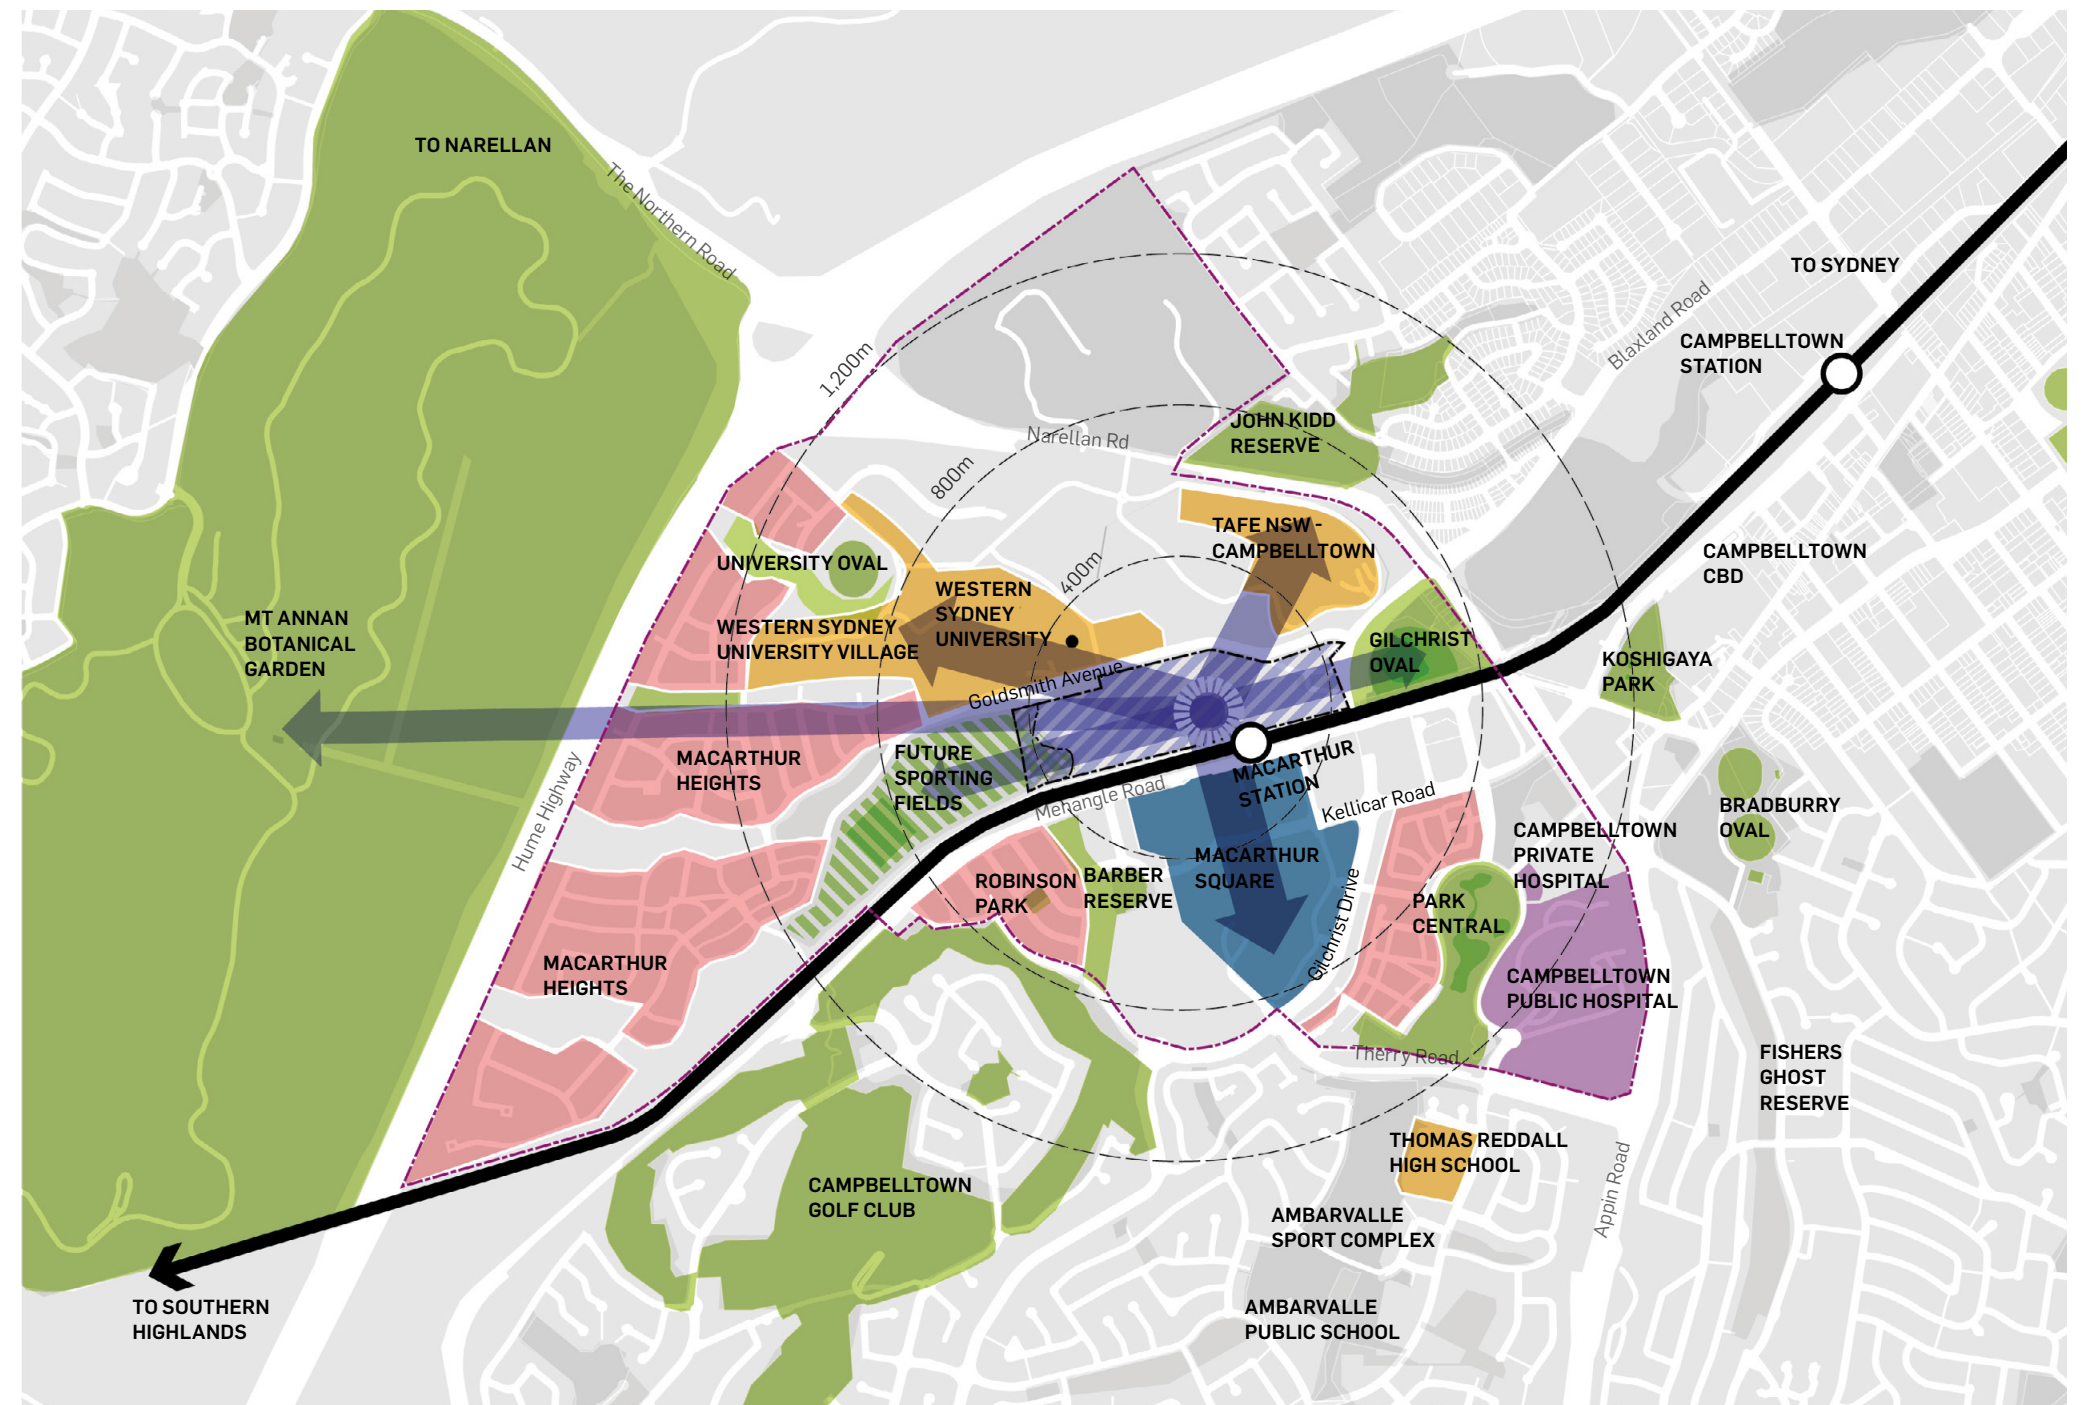 TO NARELLAN
The Northern Road
TO SYDNEY
Blaxland Road
CAMPBELLTOWN
STATION
1,200m
JOHN KIDD
RESERVE
Narellan Rd
800m
TAFE NSW -
CAMPBELLTOWN
CAMPBELLTOWN
CBD
UNIVERSITY OVAL
400m
WESTERN
SYDNEY
UNIVERSITY
MT ANNAN
BOTANICAL
GARDEN
WESTERN SYDNEY
UNIVERSITY VILLAGE
GILCHRIST
OVAL
KOSHIGAYA
PARK
Goldsmith Avenue
MACARTHUR
HEIGHTS
FUTURE
SPORTING
FIELDS
MACARTHUR
STATION
Menangle Road
Kellicar Road
Hume Highway
BRADBURRY
OVAL
CAMPBELLTOWN
PRIVATE
HOSPITAL
MACARTHUR
SQUARE
ROBINSON
PARK
BARBER
RESERVE
Gilchrist Drive
PARK
CENTRAL
MACARTHUR
HEIGHTS
CAMPBELLTOWN
PUBLIC HOSPITAL
Therry Road
FISHERS
GHOST
RESERVE
THOMAS REDDALL
HIGH SCHOOL
Appin Road
CAMPBELLTOWN
GOLF CLUB
AMBARVALLE
SPORT COMPLEX
TO SOUTHERN
HIGHLANDS
AMBARVALLE
PUBLIC SCHOOL